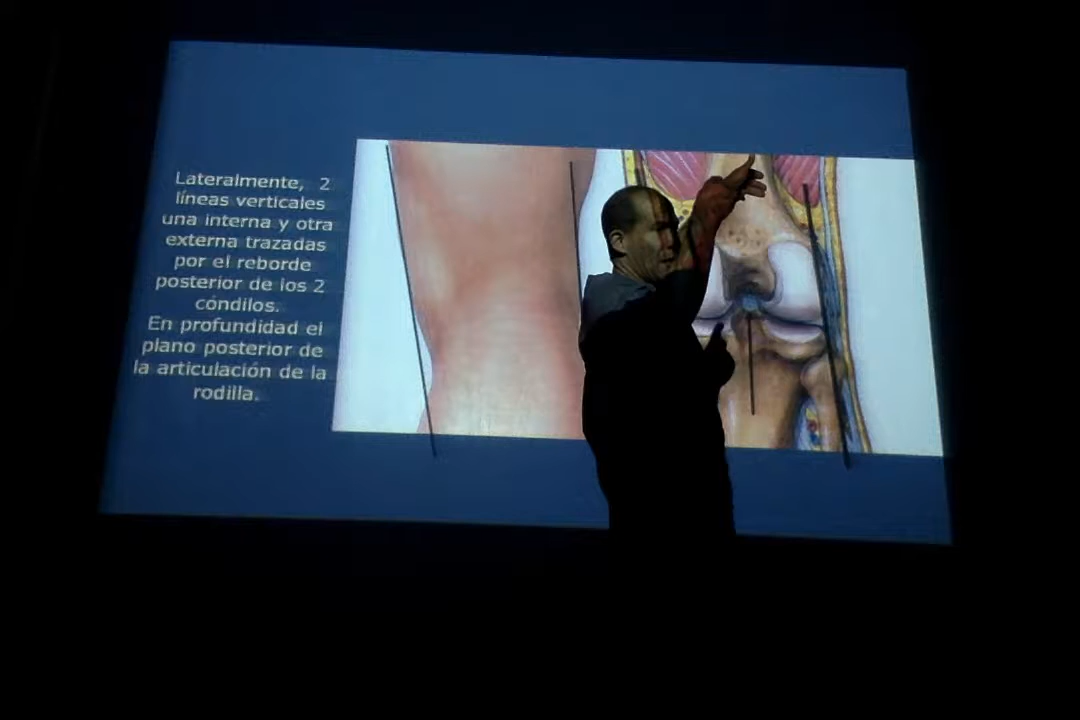 Lateralmente, 2
líneas verticales
una interna y otra
externa trazadas
por el reborde
posterior de los 2
cóndilos.
En profundidad el
plano posterior de
la articulación de la
rodilla.